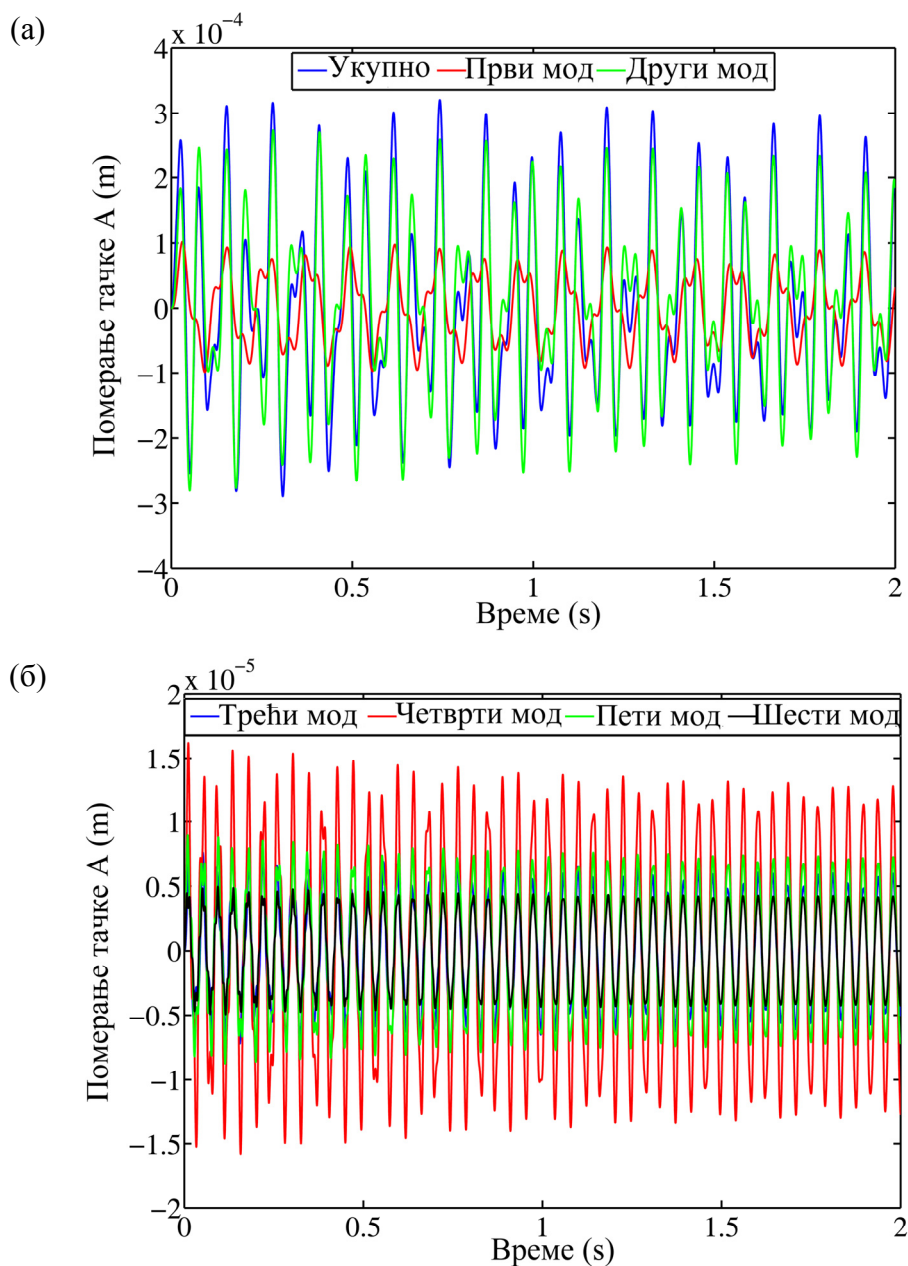 (а)
x 10⁻⁴
Укупно Први мод Други мод
4
3
2
1
0
−1
−2
−3
−4
Померање тачке А (m)
0 0.5 1 1.5 2
Време (s)
(б)
x 10⁻⁵
Трећи мод Четврти мод Пети мод Шести мод
2
1.5
1
0.5
0
−0.5
−1
−1.5
−2
Померање тачке А (m)
0 0.5 1 1.5 2
Време (s)